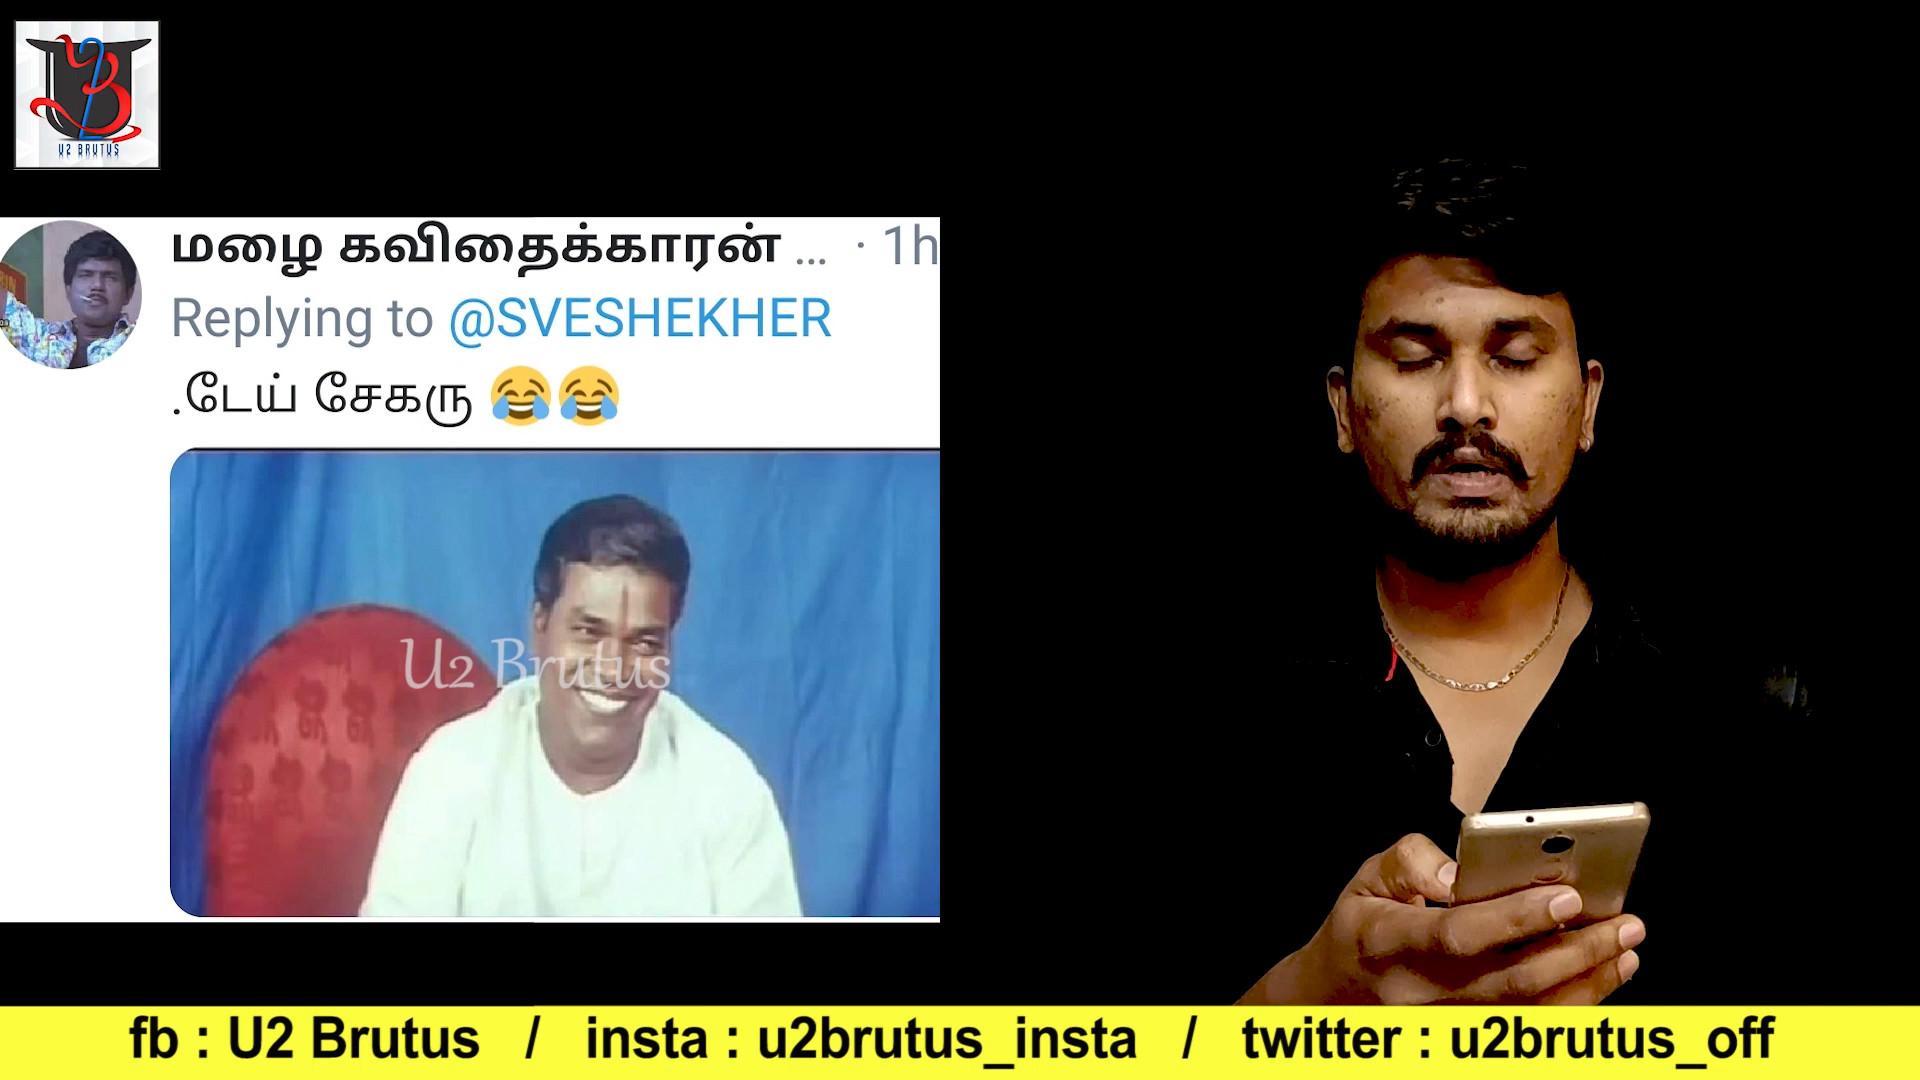 U2 BRUTUS
மழை கவிதைக்காரன் ... · 1h
Replying to @SVESHEKHER
.டேய் சேகரு 😂😂
U2 Brutus
fb : U2 Brutus / insta : u2brutus_insta / twitter : u2brutus_off